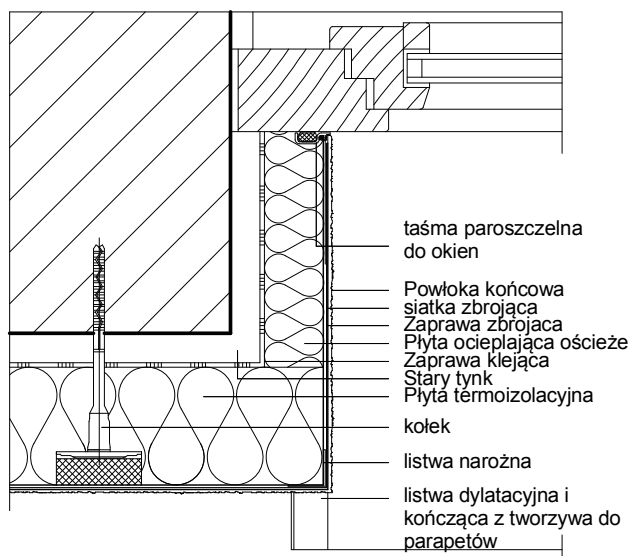 taśma paroszczelna
do okien
Powłoka końcowa
siatka zbrojąca
Zaprawa zbrojaca
Płyta ocieplająca ościeże
Zaprawa klejąca
Stary tynk
Płyta termoizolacyjna
kołek
listwa narożna
listwa dylatacyjna i
kończąca z tworzywa do
parapetów